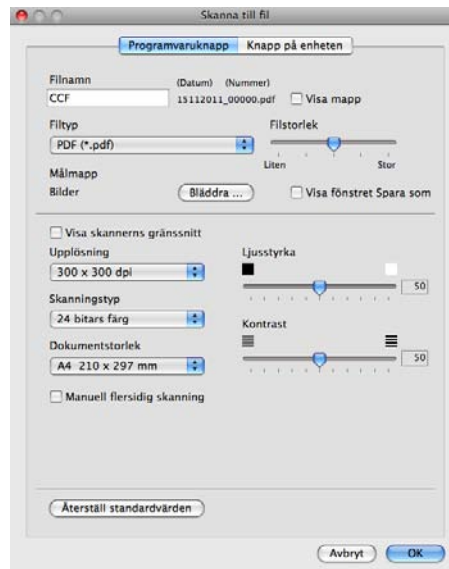 Skanna till fil
Programvaruknapp Knapp på enheten
Filnamn (Datum) (Nummer)
CCF 15112011_00000.pdf Visa mapp
Filtyp Filstorlek
PDF (*.pdf)
Liten Stor
Målmapp
Bilder Bläddra ... Visa fönstret Spara som
Visa skannerns gränssnitt
Upplösning Ljusstyrka
300 x 300 dpi 50
Skanningstyp
24 bitars färg
Kontrast
Dokumentstorlek
A4 210 x 297 mm 50
Manuell flersidig skanning
Återställ standardvärden
Avbryt OK